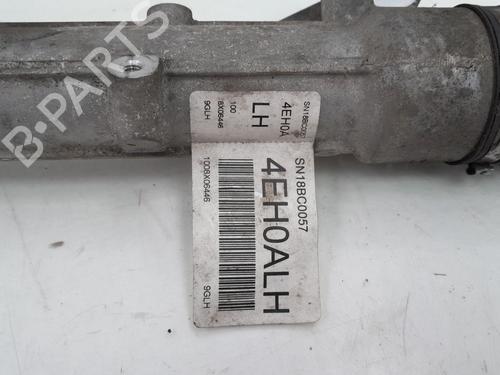 SN18BC0057
4EH0A
LH
100
8X06446
9GLH
SN18BC0057
4EH0ALH
1008X06446
9GLH
B-PARTS